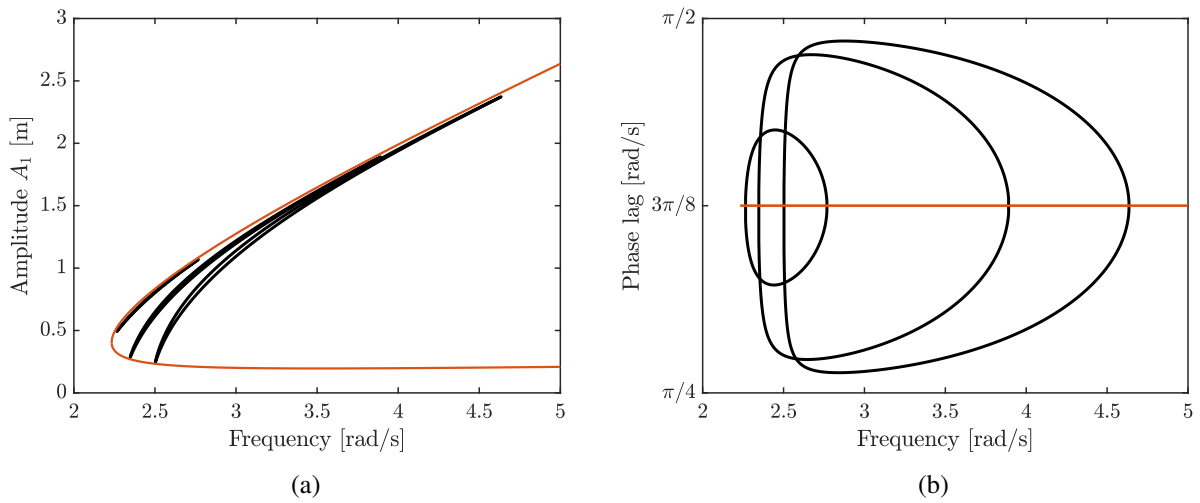 3
2.5
2
1.5
1
0.5
0
Amplitude A₁ [m]
2 2.5 3 3.5 4 4.5 5
Frequency [rad/s]
(a)
π/2
3π/8
π/4
Phase lag [rad/s]
2 2.5 3 3.5 4 4.5 5
Frequency [rad/s]
(b)